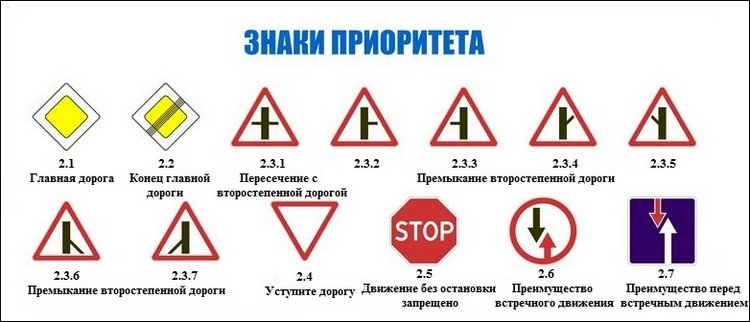 ЗНАКИ ПРИОРИТЕТА
2.1
2.2
2.3.1
2.3.2
2.3.3
2.3.4
2.3.5
Главная дорога
Конец главной
дороги
Пересечение с
второстепенной дорогой
Премыкание второстепенной дороги
STOP
2.3.6
2.3.7
2.4
2.5
2.6
2.7
Премыкание второстепенной дороги
Уступите дорогу
Движение без остановки
запрещено
Преимущество
встречного движения
Преимущество перед
встречным движением